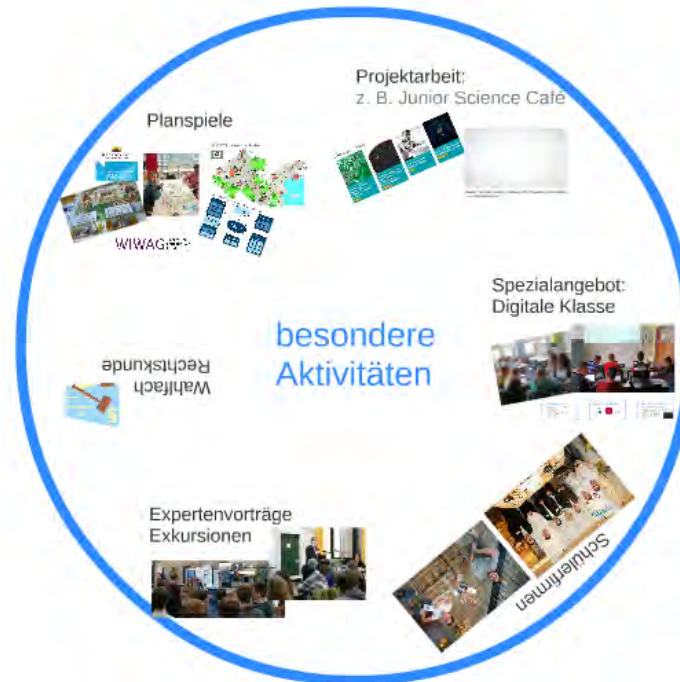 Projektarbeit:
z. B. Junior Science Café
Planspiele
WIWAG
Spezialangebot:
Digitale Klasse
besondere
Aktivitäten
Wahlfach
Rechtskunde
Expertenvorträge
Exkursionen
Schülerfirmen